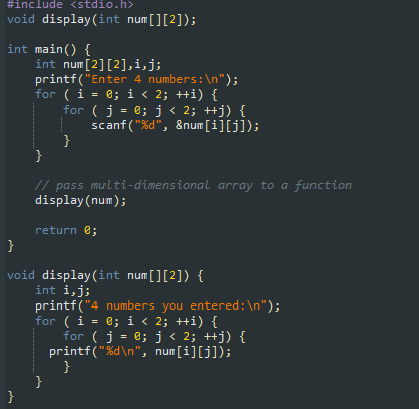 #include <stdio.h>
void display(int num[][2]);
int main() {
int num[2][2],i,j;
printf("Enter 4 numbers:\n");
for ( i = 0; i < 2; ++i) {
for ( j = 0; j < 2; ++j) {
scanf("%d", &num[i][j]);
}
}
// pass multi-dimensional array to a function
display(num);
return 0;
}
void display(int num[][2]) {
int i,j;
printf("4 numbers you entered:\n");
for ( i = 0; i < 2; ++i) {
for ( j = 0; j < 2; ++j) {
printf("%d\n", num[i][j]);
}
}
}